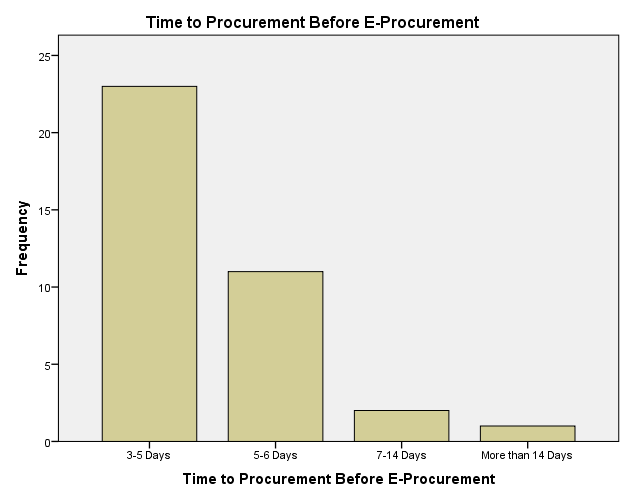 Time to Procurement Before E-Procurement
25
20
15
10
5
0
Frequency
3-5 Days
5-6 Days
7-14 Days
More than 14 Days
Time to Procurement Before E-Procurement